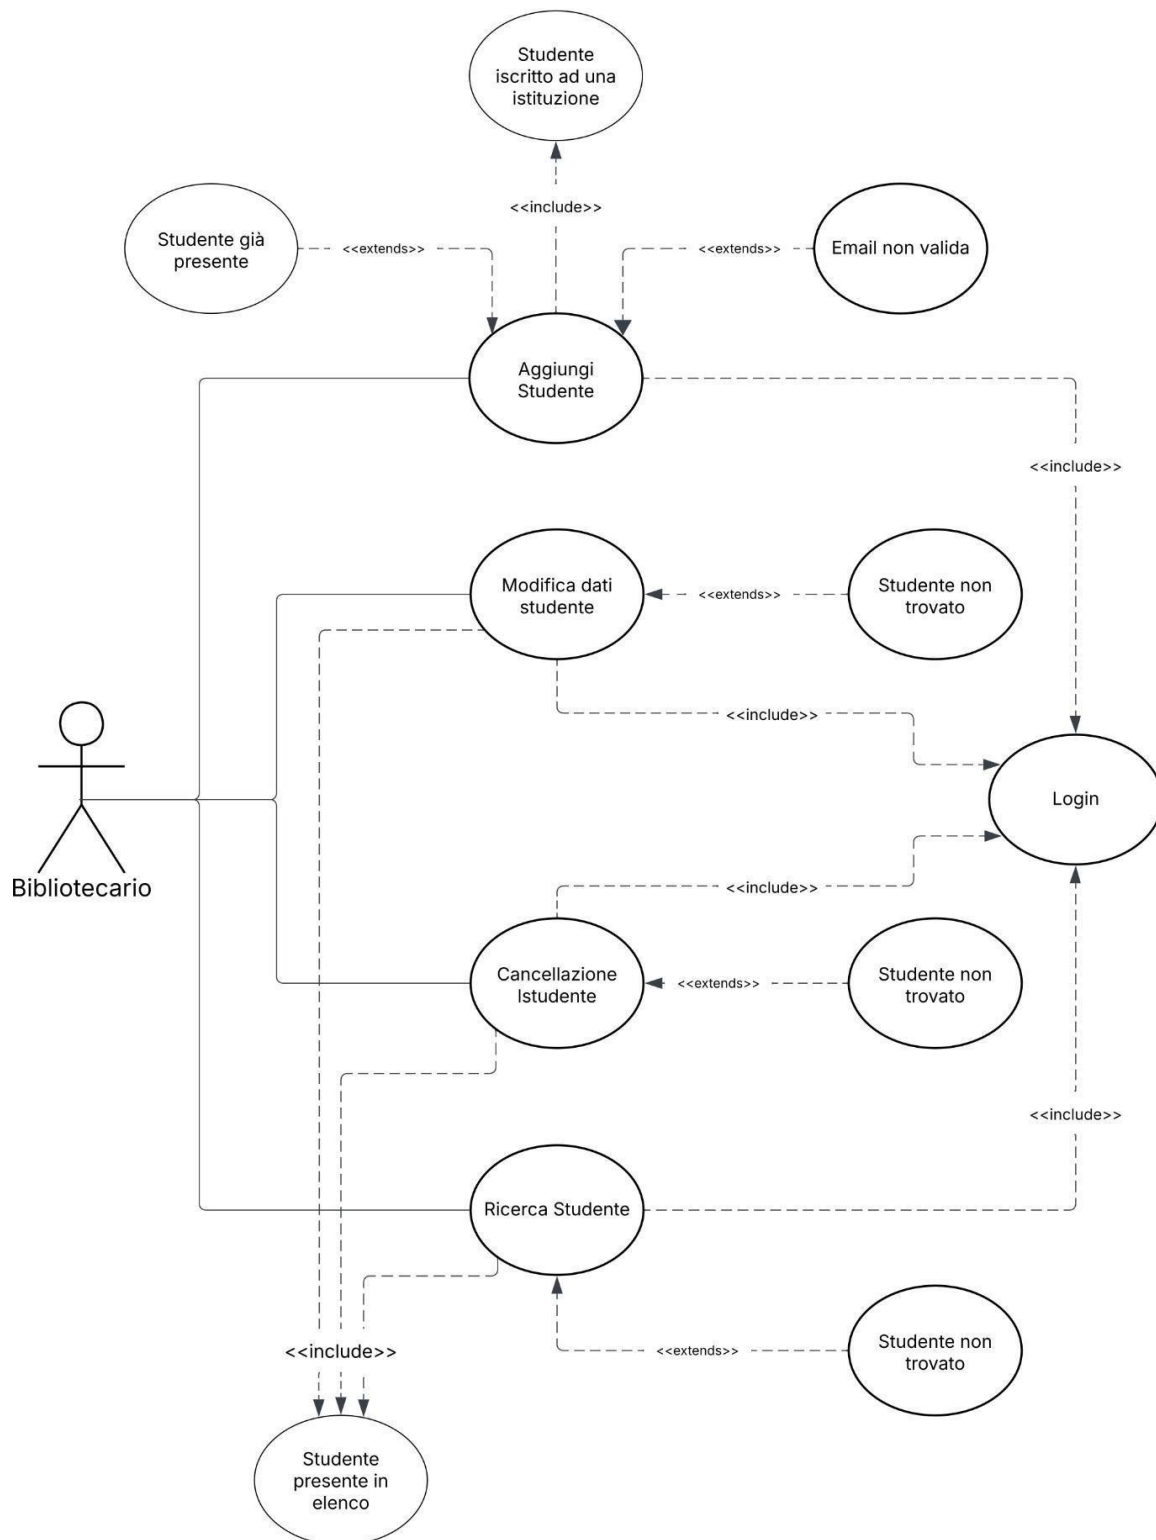 Studente
iscritto ad una
istituzione
<<include>>
Studente già
presente
<<extends>>
<<extends>>
Email non valida
Aggiungi
Studente
<<include>>
Modifica dati
studente
<<extends>>
Studente non
trovato
<<include>>
Login
Bibliotecario
<<include>>
Cancellazione
lstudente
<<extends>>
Studente non
trovato
<<include>>
Ricerca Studente
<<include>>
<<extends>>
Studente non
trovato
Studente
presente in
elenco